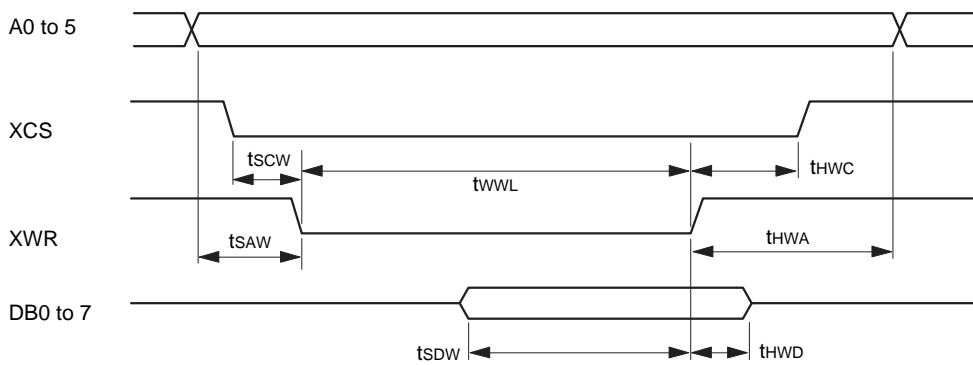 A0 to 5
XCS
tSCW
tWWL
tHWC
XWR
tSAW
tHWA
DB0 to 7
tSDW
tHWD